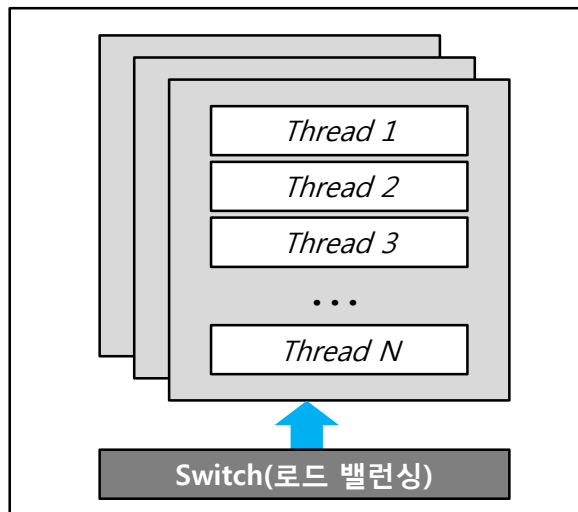 Thread 1
Thread 2
Thread 3
...
Thread N
Switch(로드 밸런싱)